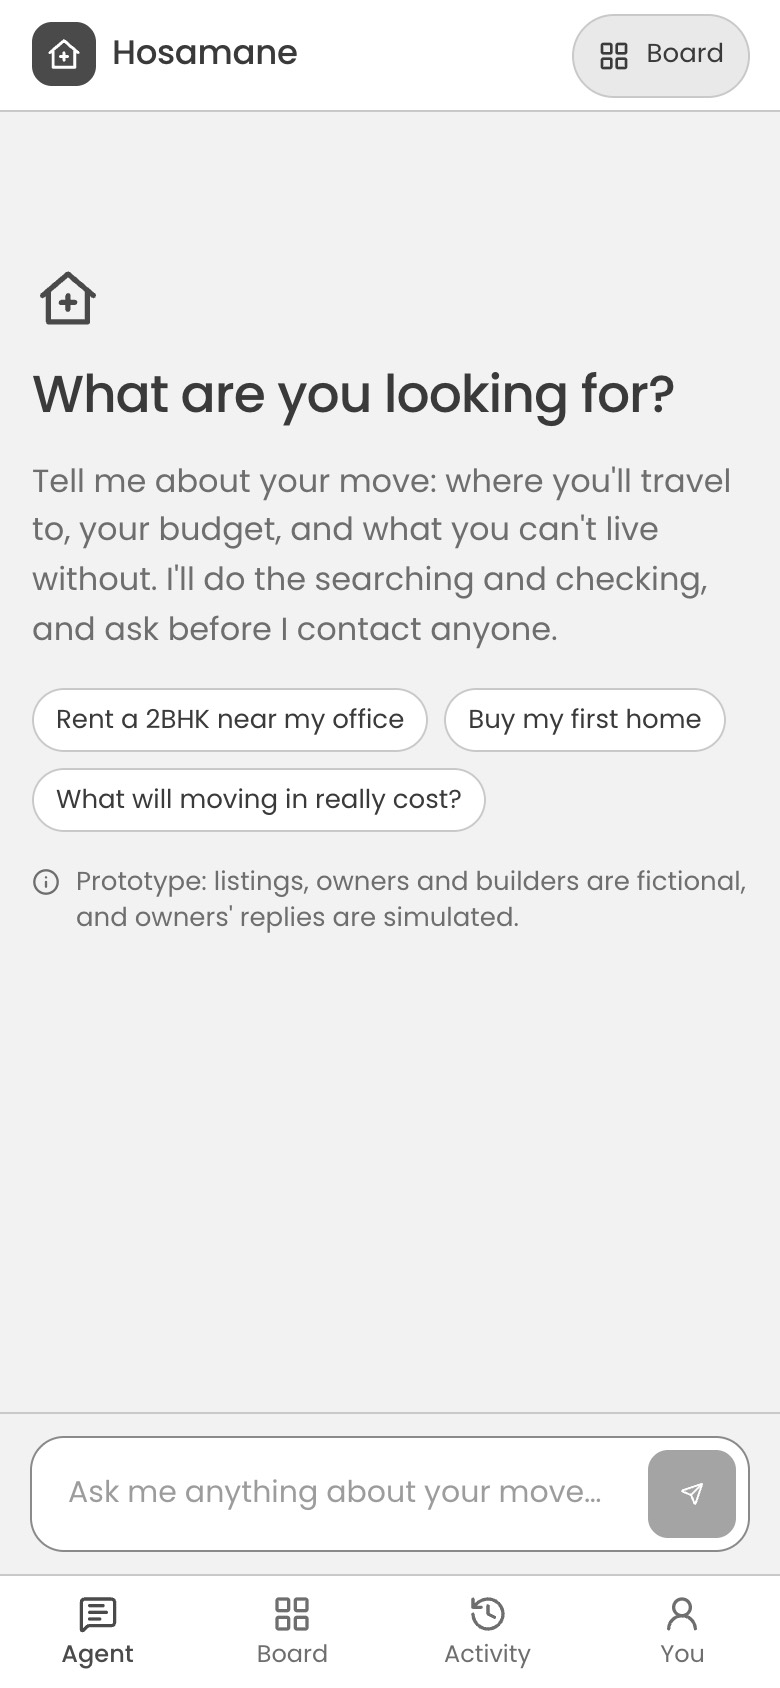 Hosamane
Board
What are you looking for?
Tell me about your move: where you'll travel
to, your budget, and what you can't live
without. I'll do the searching and checking,
and ask before I contact anyone.
Rent a 2BHK near my office
Buy my first home
What will moving in really cost?
Prototype: listings, owners and builders are fictional,
and owners' replies are simulated.
Ask me anything about your move...
Agent
Board
Activity
You